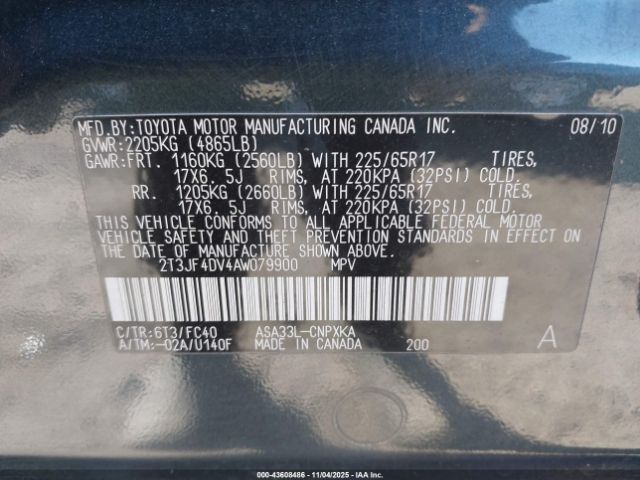 MFD.BY:TOYOTA MOTOR MANUFACTURING CANADA INC. 08/10
GVWR:2205KG (4865LB)
GAWR:FRT. 1160KG (2560LB) WITH 225/65R17 TIRES,
17X6.5J RIMS, AT 220KPA (32PSI) COLD.
RR. 1205KG (2660LB) WITH 225/65R17 TIRES,
17X6.5J RIMS, AT 220KPA (32PSI) COLD.
THIS VEHICLE CONFORMS TO ALL APPLICABLE FEDERAL MOTOR
VEHICLE SAFETY AND THEFT PREVENTION STANDARDS IN EFFECT ON
THE DATE OF MANUFACTURE SHOWN ABOVE.
2T3JF4DV4AW079900 MPV
C/TR:6T3/FC40 ASA33L-CNPXKA
A/TM:-02A/U140F MADE IN CANADA 200 A
000-43608486 - 11/04/2025 - IAA Inc.